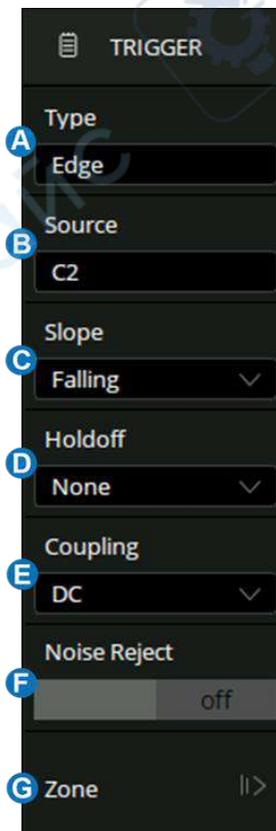 TRIGGER
Type
A
Edge
Source
B
C2
Slope
C
Falling
Holdoff
D
None
Coupling
E
DC
Noise Reject
F
off
G Zone